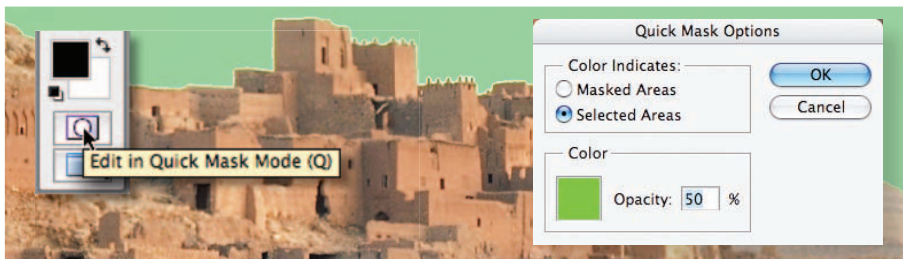 Edit in Quick Mask Mode (Q)
Quick Mask Options
Color Indicates:
Masked Areas
Selected Areas
OK
Cancel
Color
Opacity: 50 %